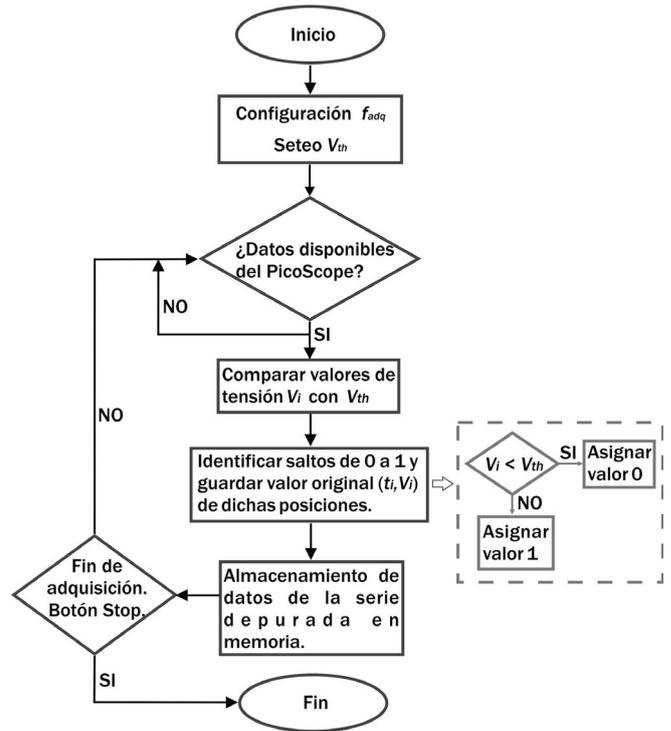 Inicio
Configuración f adq
Seteo Vth
¿Datos disponibles
del PicoScope?
NO
SI
Comparar valores de
tensión Vi con Vth
NO
Identificar saltos de 0 a 1 y
guardar valor original (ti,Vi)
de dichas posiciones.
Vi < Vth
SI
Asignar
valor 0
NO
Asignar
valor 1
Fin de
adquisición.
Botón Stop.
Almacenamiento de
datos de la serie
depurada en
memoria.
SI
Fin